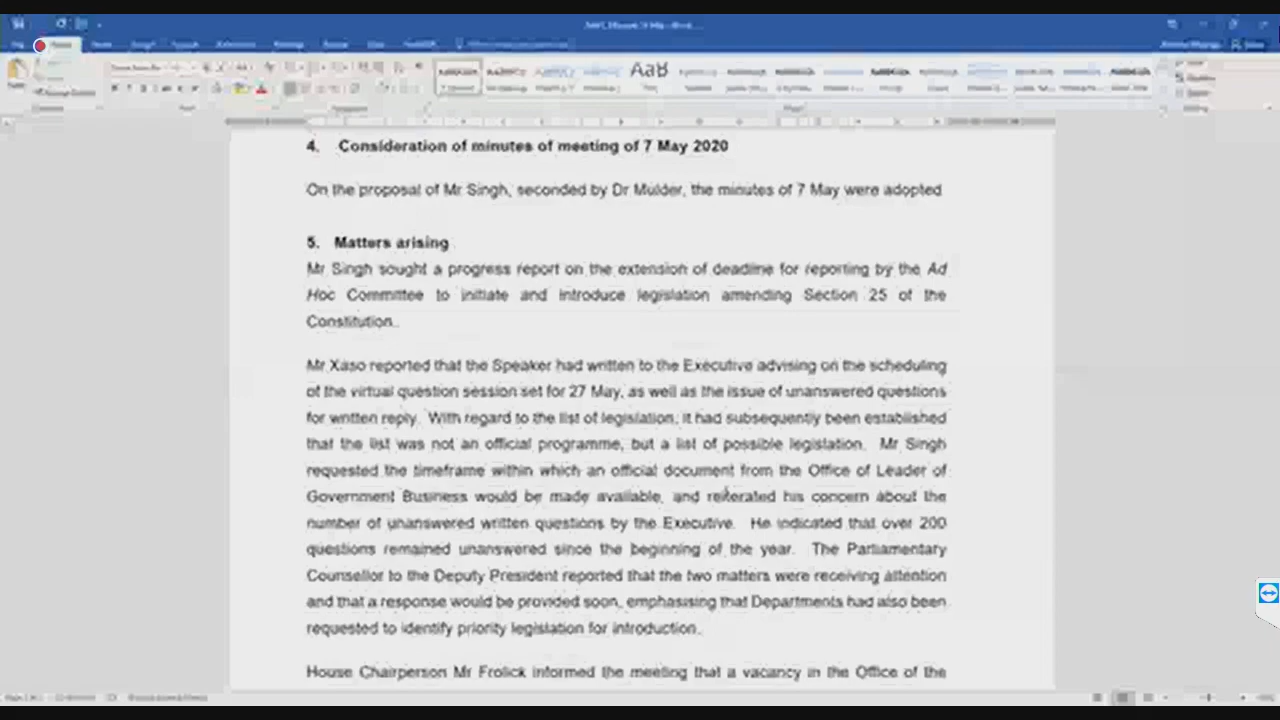 AaB
4. Consideration of minutes of meeting of 7 May 2020
On the proposal of Mr Singh, seconded by Dr Mulder, the minutes of 7 May were adopted
5. Matters arising
Mr Singh sought a progress report on the extension of deadline for reporting by the Ad
Hoc Committee to initiate and introduce legislation amending Section 25 of the
Constitution.
Mr Xaso reported that the Speaker had written to the Executive advising on the scheduling
of the virtual question session set for 27 May, as well as the issue of unanswered questions
for written reply. With regard to the list of legislation, it had subsequently been established
that the list was not an official programme, but a list of possible legislation. Mr Singh
requested the timeframe within which an official document from the Office of Leader of
Government Business would be made available, and reiterated his concern about the
number of unanswered written questions by the Executive. He indicated that over 200
questions remained unanswered since the beginning of the year. The Parliamentary
Counsellor to the Deputy President reported that the two matters were receiving attention
and that a response would be provided soon, emphasising that Departments had also been
requested to identify priority legislation for introduction.
House Chairperson Mr Frolick informed the meeting that a vacancy in the Office of the